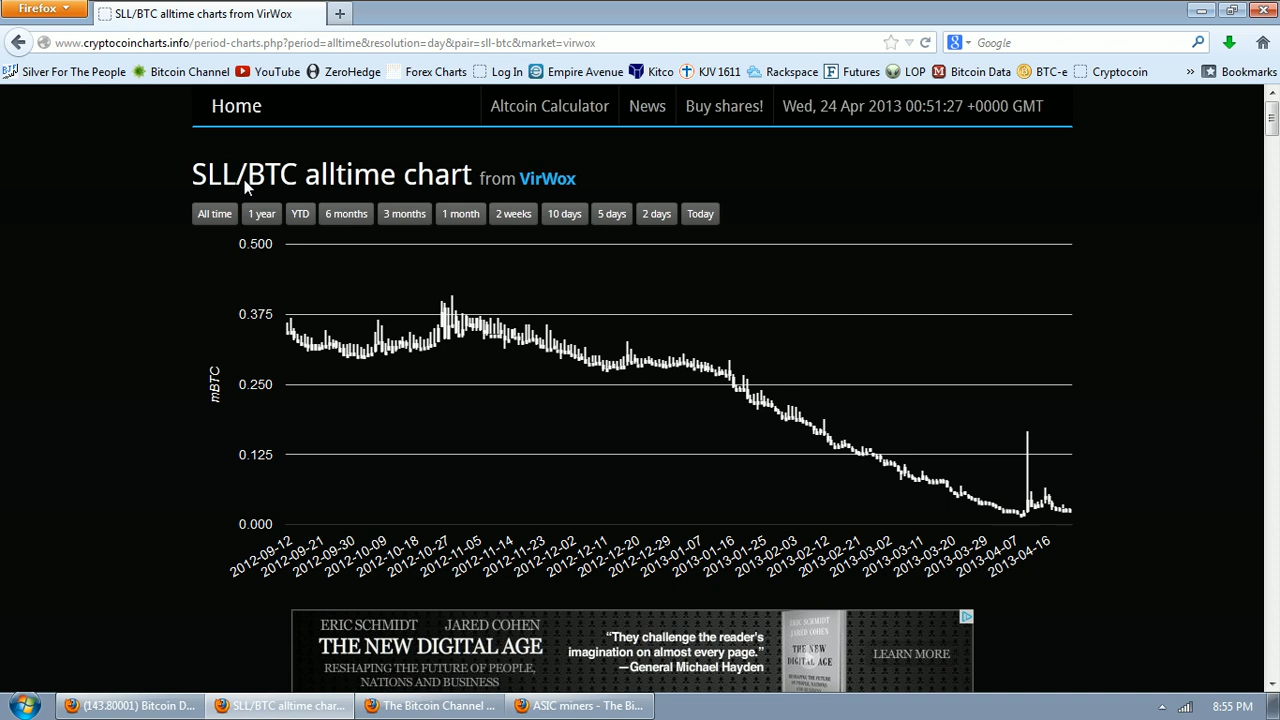 Firefox
SLL/BTC alltime charts from VirWox
www.cryptocoincharts.info/period-charts.php?period=alltime&resolution=day&pair=sll-btc&market=virwox
Google
Silver For The People Bitcoin Channel YouTube ZeroHedge Forex Charts Log In Empire Avenue Kitco KJV 1611 Rackspace Futures LOP Bitcoin Data BTC-e Cryptocoin » Bookmarks
Home Altcoin Calculator News Buy shares! Wed, 24 Apr 2013 00:51:27 +0000 GMT
SLL/BTC alltime chart from VirWox
All time 1 year YTD 6 months 3 months 1 month 2 weeks 10 days 5 days 2 days Today
0.500
0.375
0.250
0.125
0.000
mBTC
2012-09-12 2012-09-21 2012-09-30 2012-10-09 2012-10-18 2012-10-27 2012-11-05 2012-11-14 2012-11-23 2012-12-02 2012-12-11 2012-12-20 2012-12-29 2013-01-07 2013-01-16 2013-01-25 2013-02-03 2013-02-12 2013-02-21 2013-03-02 2013-03-11 2013-03-20 2013-03-29 2013-04-07 2013-04-16
ERIC SCHMIDT JARED COHEN
THE NEW DIGITAL AGE
RESHAPING THE FUTURE OF PEOPLE,
NATIONS AND BUSINESS
“They challenge the reader’s
imagination on almost every page.”
—General Michael Hayden
LEARN MORE
(143.80001) Bitcoin D... SLL/BTC alltime char... The Bitcoin Channel ... ASIC miners - The Bi... 8:55 PM